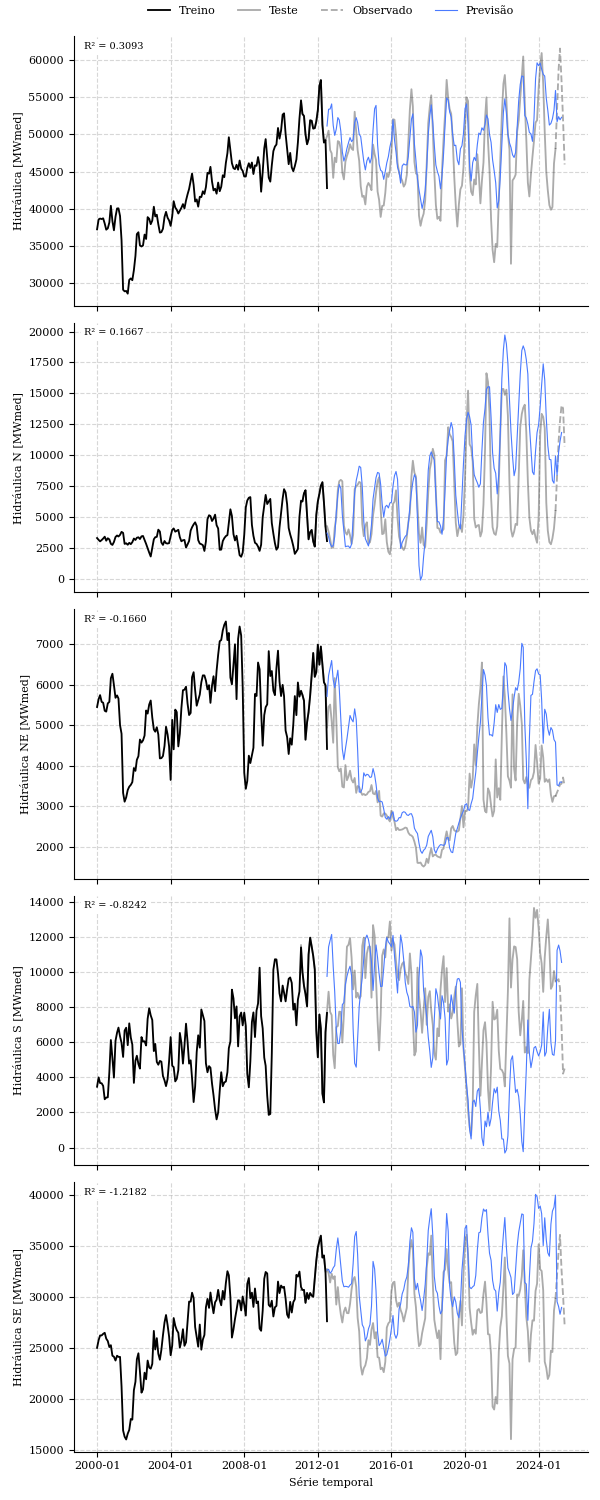 Treino Teste Observado Previsão
R² = 0.3093
Hidráulica [MWmed]
60000
55000
50000
45000
40000
35000
30000
R² = 0.1667
Hidráulica N [MWmed]
20000
17500
15000
12500
10000
7500
5000
2500
0
R² = -0.1660
Hidráulica NE [MWmed]
7000
6000
5000
4000
3000
2000
R² = -0.8242
Hidráulica S [MWmed]
14000
12000
10000
8000
6000
4000
2000
0
R² = -1.2182
Hidráulica SE [MWmed]
40000
35000
30000
25000
20000
15000
2000-01 2004-01 2008-01 2012-01 2016-01 2020-01 2024-01
Série temporal